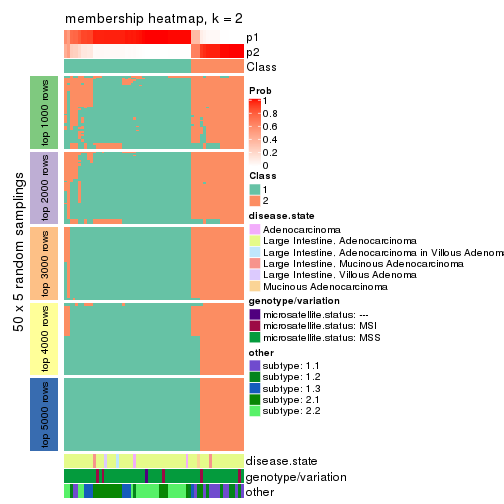 membership heatmap, k = 2
p1
p2
Class
50 x 5 random samplings
top 1000 rows
top 2000 rows
top 3000 rows
top 4000 rows
top 5000 rows
Prob
1
0.8
0.6
0.4
0.2
0
Class
1
2
disease.state
Adenocarcinoma
Large Intestine. Adenocarcinoma
Large Intestine. Adenocarcinoma in Villous Adenom
Large Intestine. Mucinous Adenocarcinoma
Large Intestine. Villous Adenoma
Mucinous Adenocarcinoma
genotype/variation
microsatellite.status: ---
microsatellite.status: MSI
microsatellite.status: MSS
other
subtype: 1.1
subtype: 1.2
subtype: 1.3
subtype: 2.1
subtype: 2.2
disease.state
genotype/variation
other